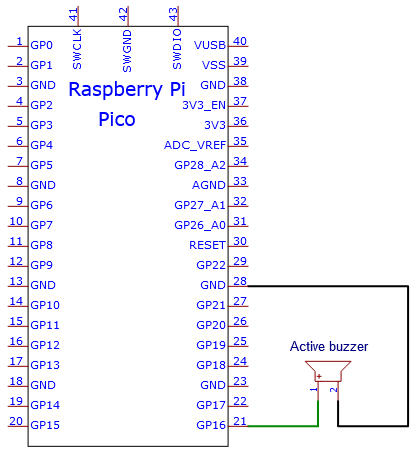 41 42 43
SWCLK SWGND SWDIO
1 GP0 VUSB 40
2 GP1 VSS 39
3 GND GND 38
Raspberry Pi
4 GP2 3V3_EN 37
Pico
5 GP3 3V3 36
6 GP4 ADC_VREF 35
7 GP5 GP28_A2 34
8 GND AGND 33
9 GP6 GP27_A1 32
10 GP7 GP26_A0 31
11 GP8 RESET 30
12 GP9 GP22 29
13 GND GND 28
14 GP10 GP21 27
15 GP11 GP20 26
16 GP12 GP19 25
Active buzzer
17 GP13 GP18 24
18 GND GND 23
+
1 2
19 GP14 GP17 22
20 GP15 GP16 21